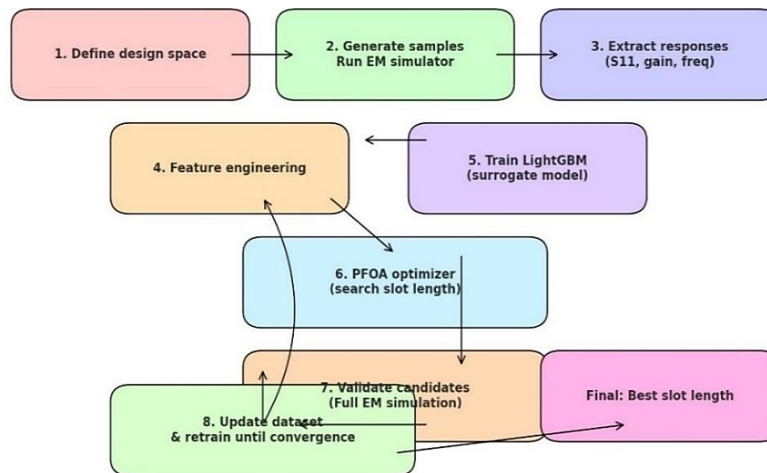 1. Define design space
2. Generate samples
Run EM simulator
3. Extract responses
(S11, gain, freq)
4. Feature engineering
5. Train LightGBM
(surrogate model)
6. PFOA optimizer
(search slot length)
7. Validate candidates
(Full EM simulation)
Final: Best slot length
8. Update dataset
& retrain until convergence